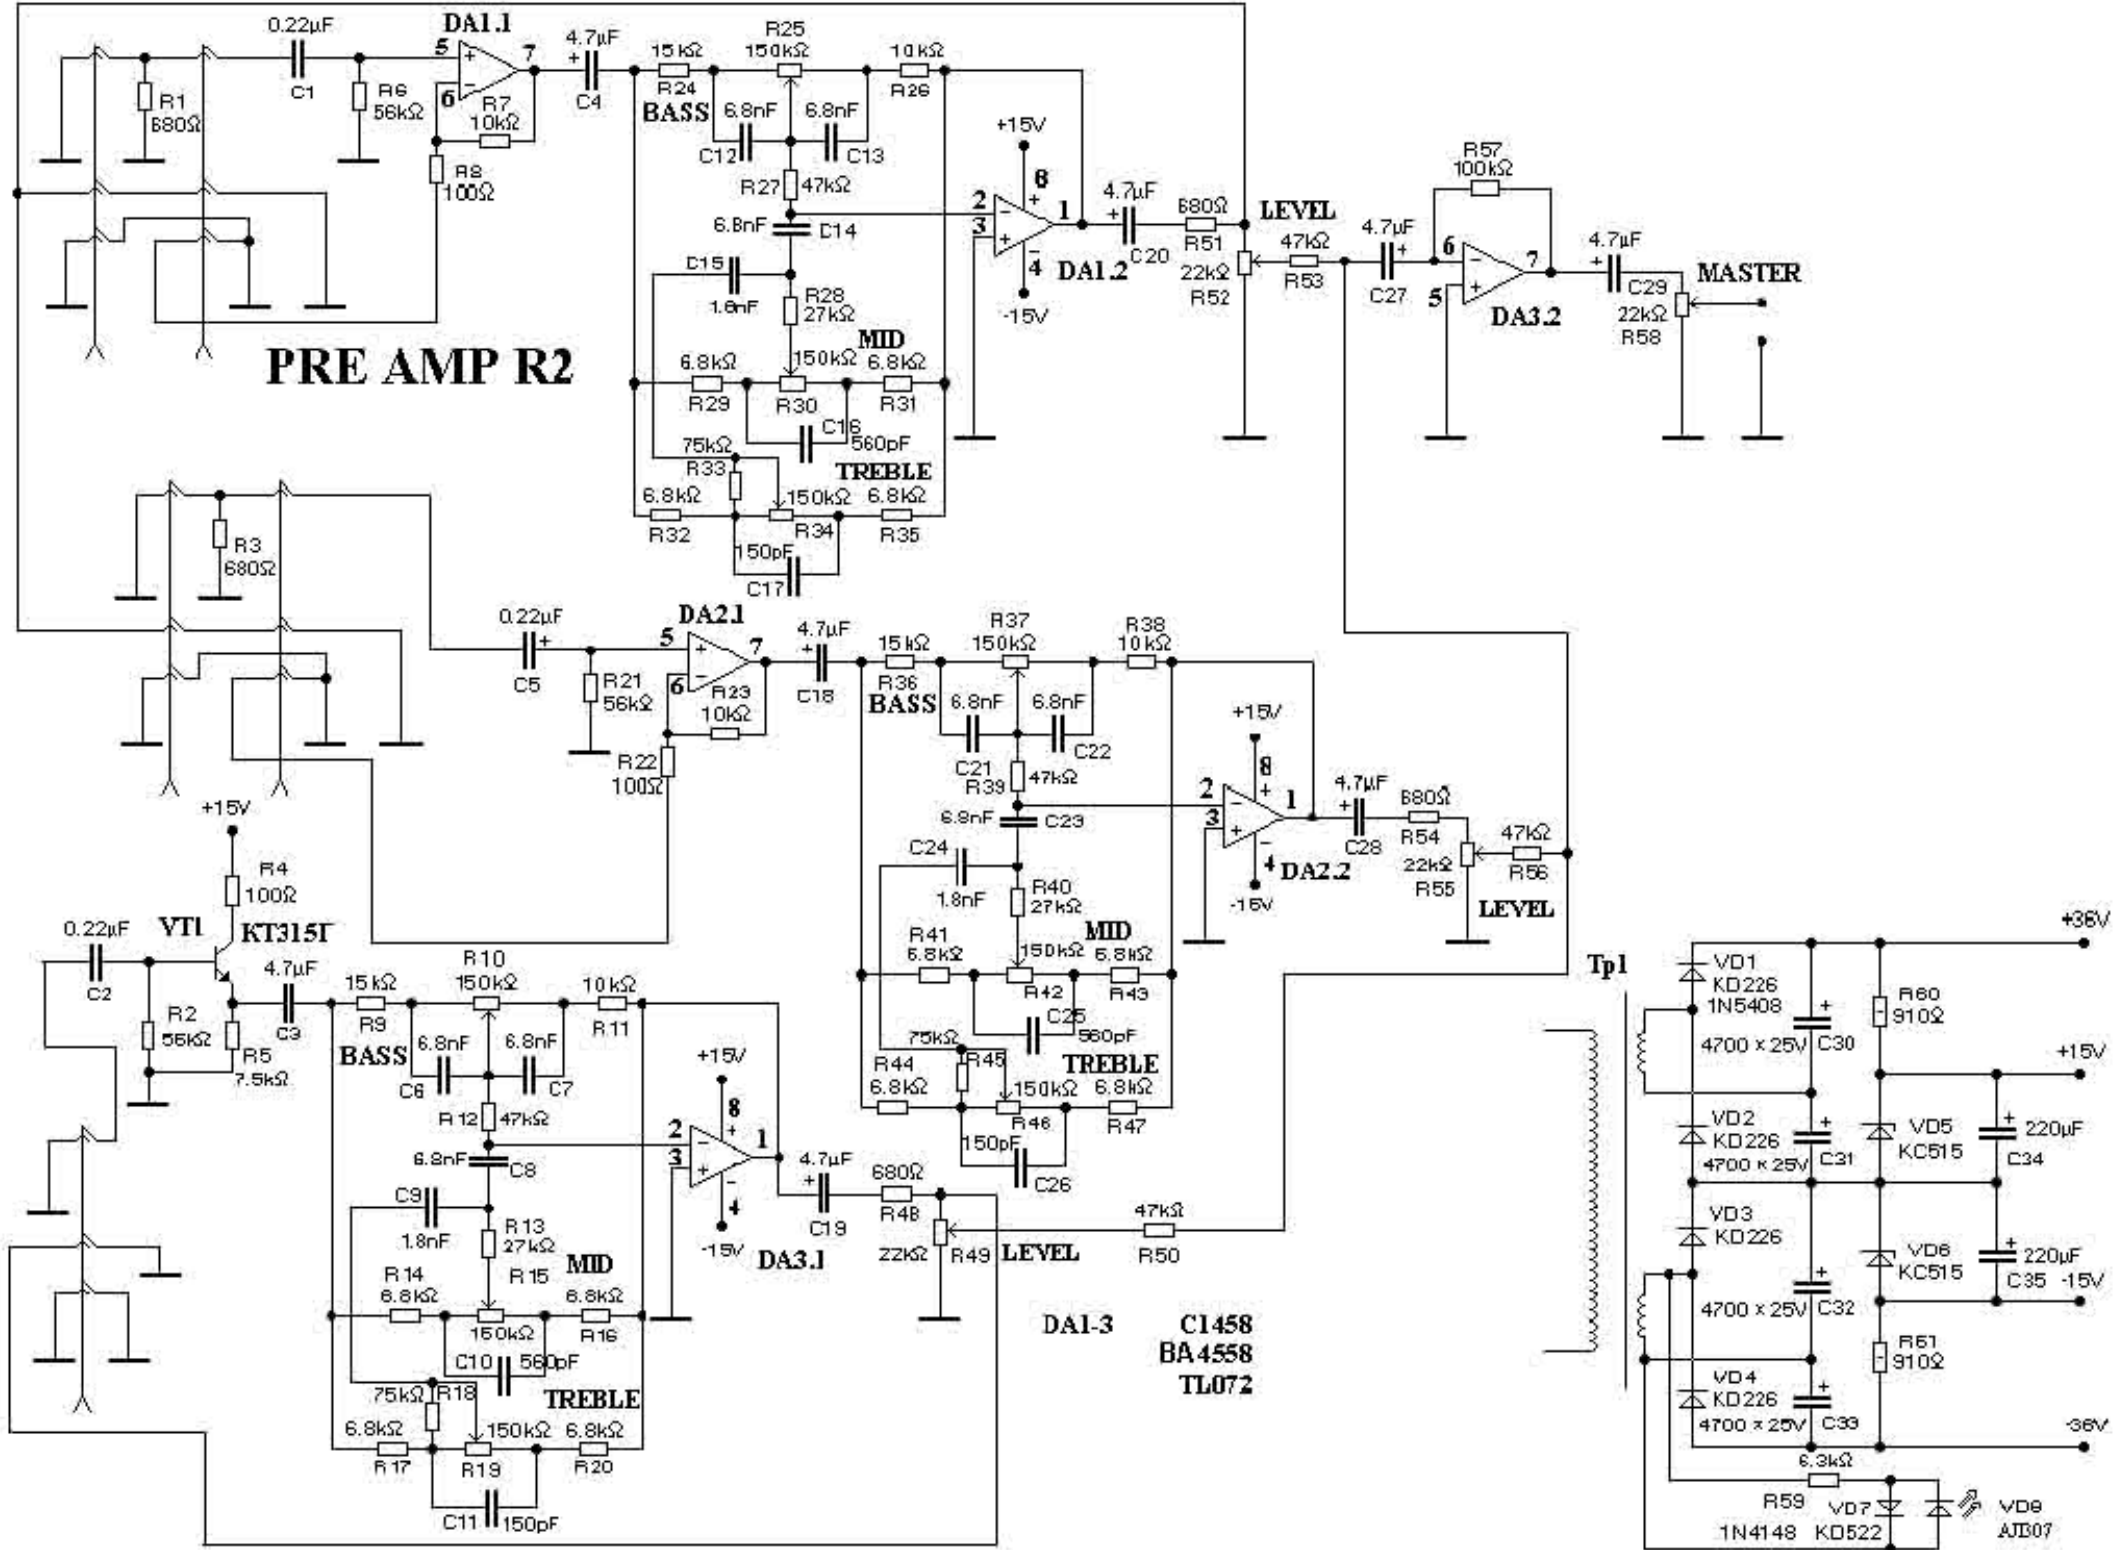 0.22µF
DA1.1
5
7
6
C1
R1
680Ω
R6
56kΩ
R7
10kΩ
R8
100Ω
4.7µF
+
C4
15kΩ
R24
BASS
R25
150kΩ
10kΩ
R26
6.8nF
C12
6.8nF
C13
R27
47kΩ
6.8nF
C14
C15
R28
27kΩ
MID
6.8kΩ
R29
150kΩ
R30
6.8kΩ
R31
C16
560pF
75kΩ
R33
TREBLE
6.8kΩ
R32
150kΩ
R34
6.8kΩ
R35
150pF
C17
+15V
2
3
+
4
1
-15V
DA1.2
4.7µF
+
C20
680Ω
R51
LEVEL
22kΩ
R52
47kΩ
R53
4.7µF
+
C27
R57
100kΩ
6
5
7
DA3.2
4.7µF
+
C29
MASTER
22kΩ
R58
PRE AMP R2
R3
680Ω
0.22µF
+
C5
R21
56kΩ
DA2.1
5
6
7
R23
10kΩ
R22
100Ω
4.7µF
+
C18
15kΩ
R36
BASS
R37
150kΩ
R38
10kΩ
6.8nF
C21
6.8nF
C22
R39
47kΩ
6.8nF
C23
C24
1.8nF
R40
27kΩ
MID
R41
6.8kΩ
150kΩ
R42
6.8kΩ
R43
C25
560pF
75kΩ
R45
TREBLE
R44
6.8kΩ
150kΩ
R46
6.8kΩ
R47
150pF
C26
+15V
8
+
2
3
1
4
-15V
DA2.2
4.7µF
+
C28
680Ω
R54
22kΩ
R55
47kΩ
R56
LEVEL
+15V
R4
100Ω
VT1
KT315Г
0.22µF
C2
R2
56kΩ
R5
7.5kΩ
4.7µF
C3
15kΩ
R9
BASS
R10
150kΩ
10kΩ
R11
6.8nF
C6
6.8nF
C7
R12
47kΩ
6.8nF
C8
C9
1.8nF
R13
27kΩ
R15
MID
R14
6.8kΩ
150kΩ
6.8kΩ
R16
C10
560pF
75kΩ
R18
TREBLE
6.8kΩ
R17
150kΩ
R19
6.8kΩ
R20
C11
150pF
+15V
8
+
2
3
1
4
-15V
DA3.1
4.7µF
+
C19
680Ω
R48
22kΩ
R49
LEVEL
47kΩ
R50
DA1-3
C1458
BA4558
TL072
Tp1
VD1
KD226
1N5408
4700 × 25V
+
C30
R60
910Ω
+36V
+15V
VD2
KD226
4700 × 25V
+
C31
VD5
KC515
+
220µF
C34
VD3
KD226
4700 × 25V
+
C32
VD6
KC515
+
220µF
C35
-15V
VD4
KD226
4700 × 25V
+
C33
R61
910Ω
-36V
6.3kΩ
R59
VD7
1N4148
KD522